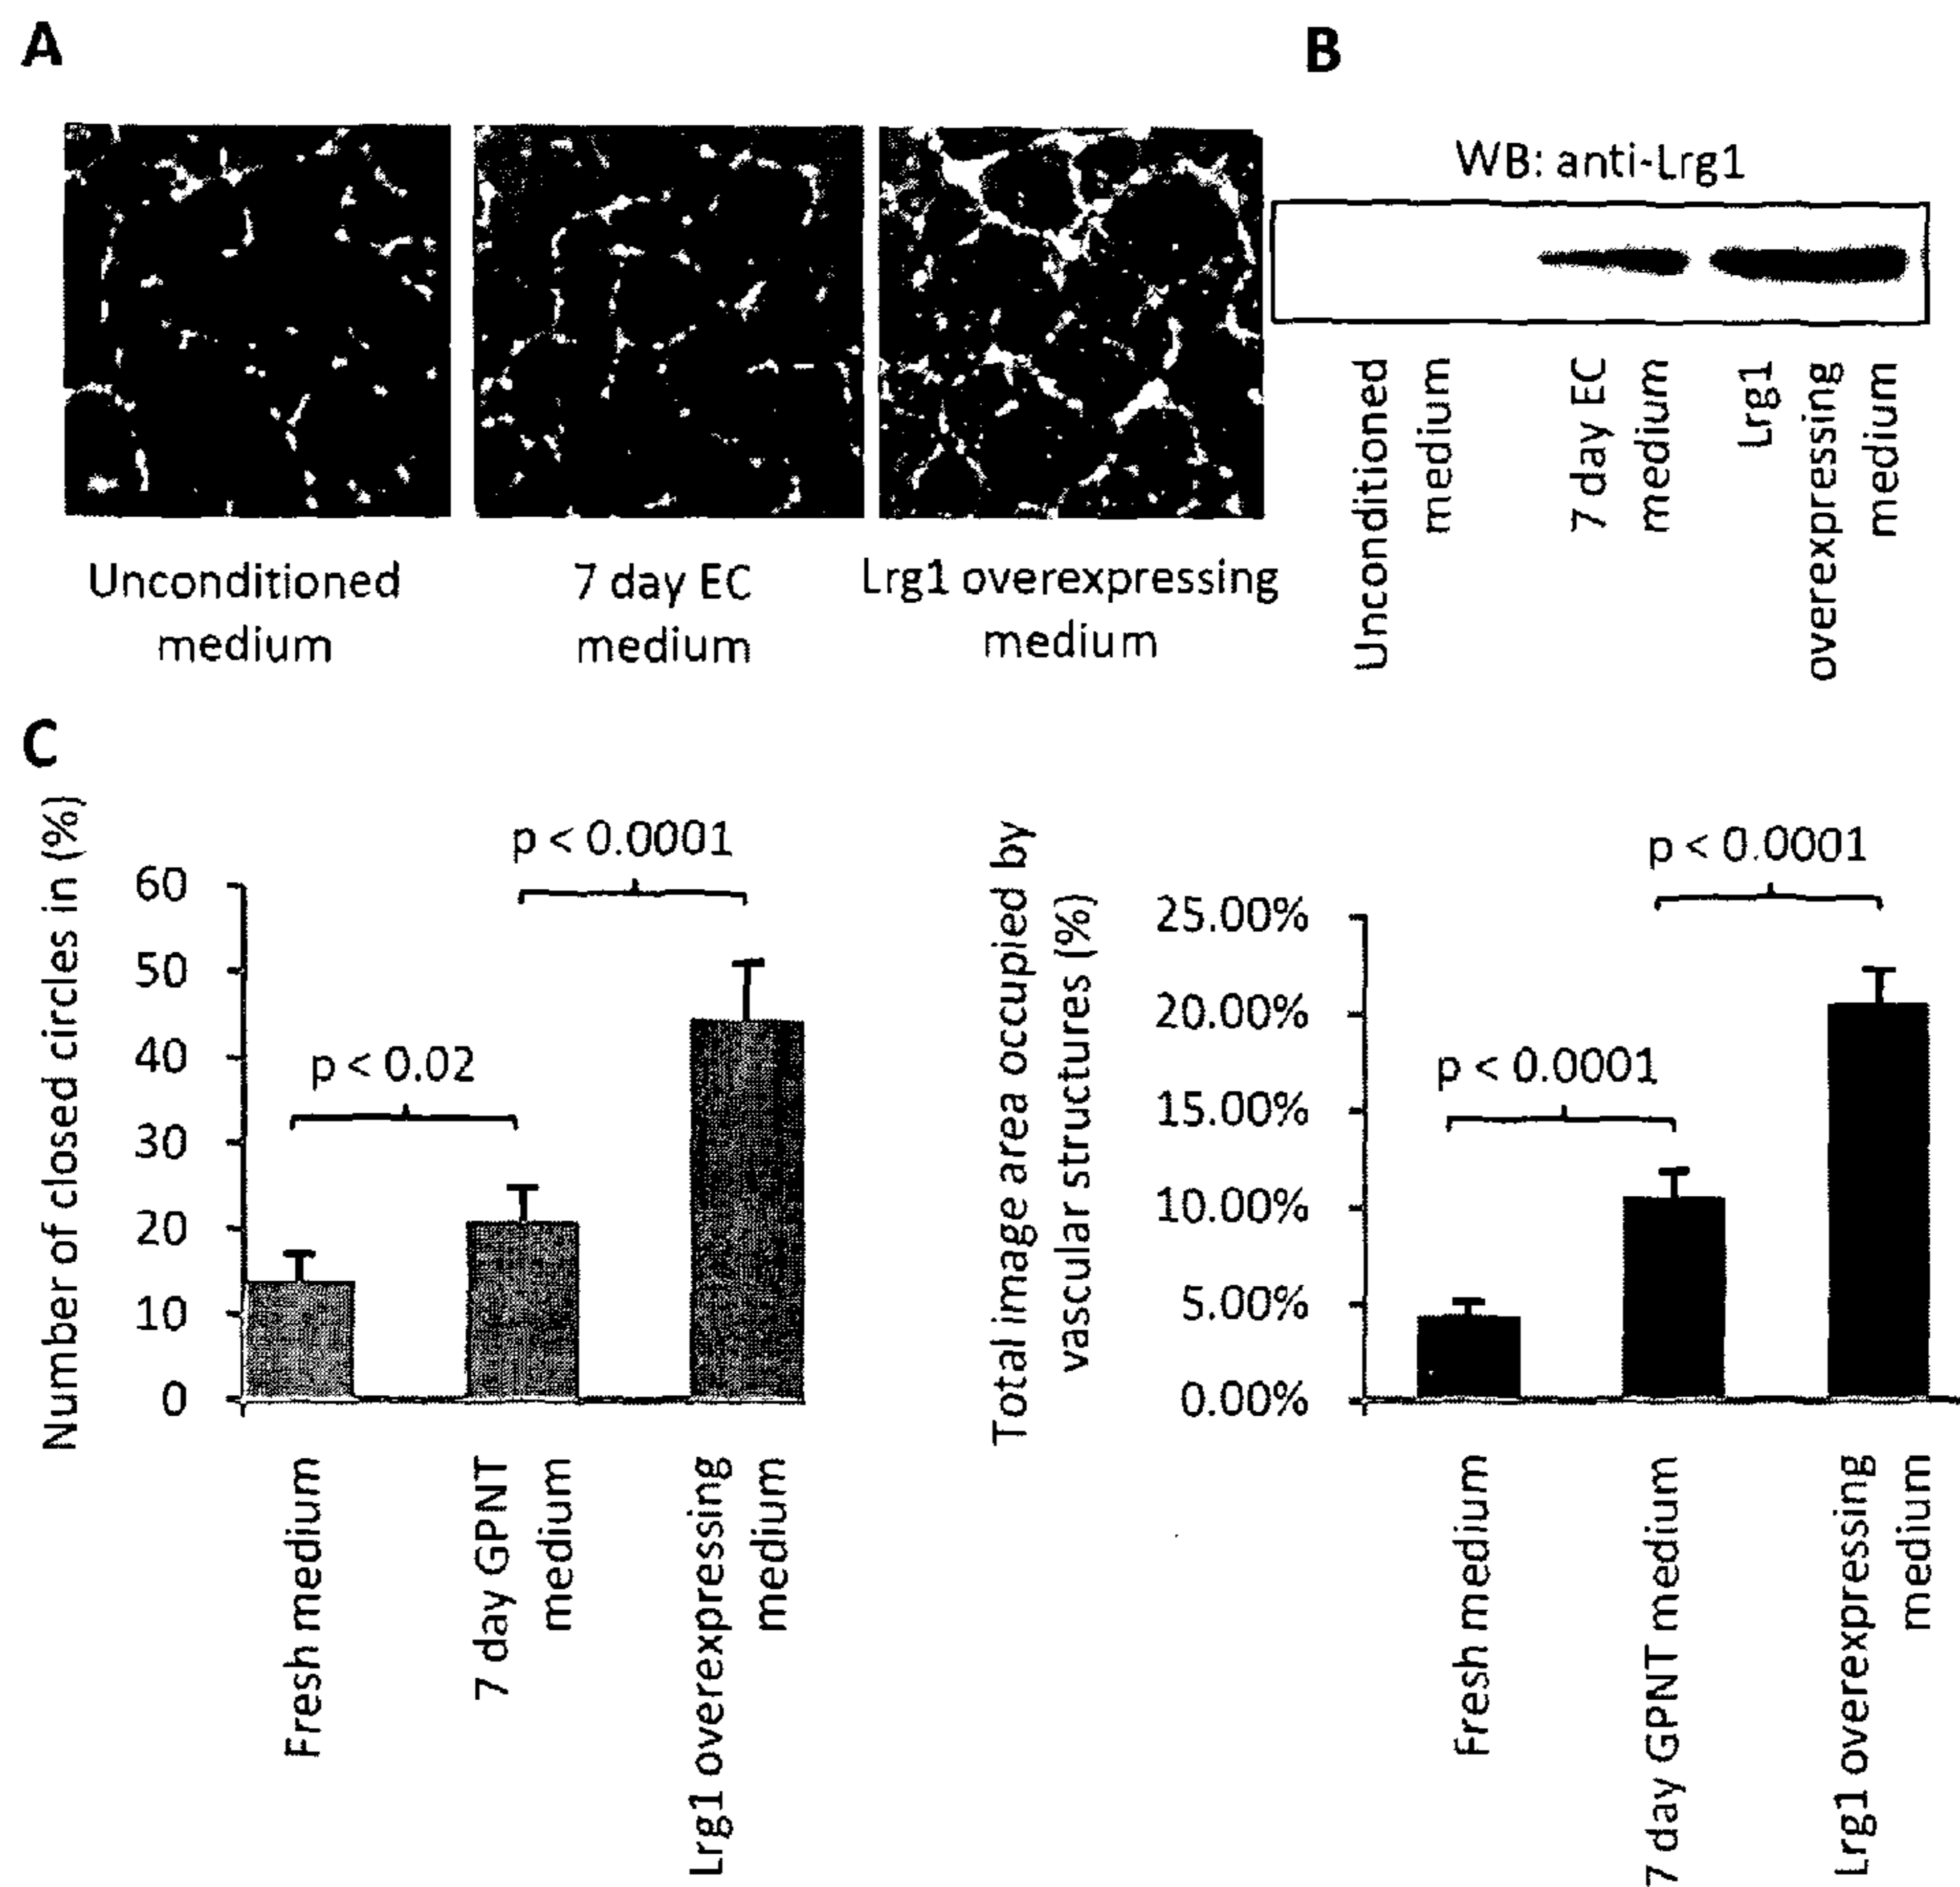 A
Unconditioned
medium
7 day EC
medium
Lrg1 overexpressing
medium
B
WB: anti-Lrg1
Unconditioned
medium
7 day EC
medium
Lrg1
overexpressing
medium
C
Number of closed circles in (%)
60
50
40
30
20
10
0
p < 0.02
p < 0.0001
Fresh medium
7 day GPNT
medium
Lrg1 overexpressing
medium
Total image area occupied by
vascular structures (%)
25.00%
20.00%
15.00%
10.00%
5.00%
0.00%
p < 0.0001
p < 0.0001
Fresh medium
7 day GPNT medium
Lrg1 overexpressing
medium